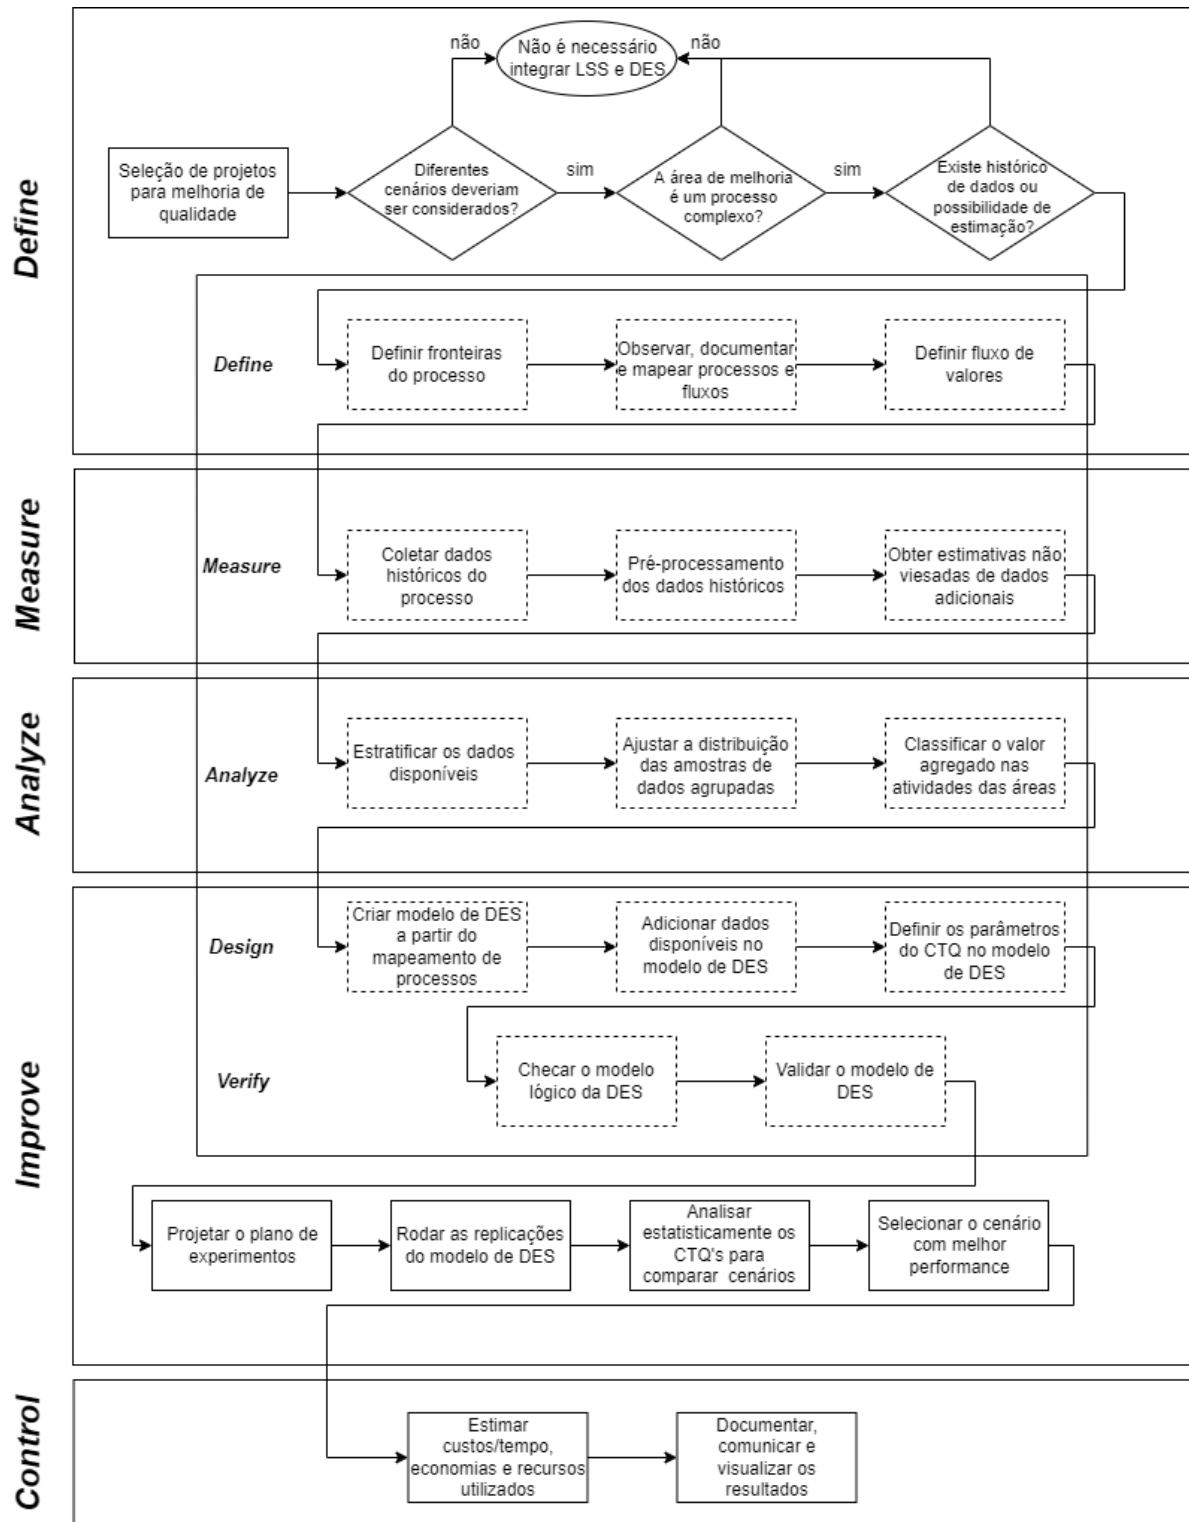 Define
não
Não é necessário
integrar LSS e DES
não
Seleção de projetos
para melhoria de
qualidade
Diferentes
cenários deveriam
ser considerados?
sim
A área de melhoria
é um processo
complexo?
sim
Existe histórico
de dados ou
possibilidade de
estimação?
Define
Definir fronteiras
do processo
Observar, documentar
e mapear processos e
fluxos
Definir fluxo de
valores
Measure
Measure
Coletar dados
históricos do
processo
Pré-processamento
dos dados históricos
Obter estimativas não
viesadas de dados
adicionais
Analyze
Analyze
Estratificar os dados
disponíveis
Ajustar a distribuição
das amostras de
dados agrupadas
Classificar o valor
agregado nas
atividades das áreas
Improve
Design
Criar modelo de DES
a partir do
mapeamento de
processos
Adicionar dados
disponíveis no
modelo de DES
Definir os parâmetros
do CTQ no modelo
de DES
Verify
Checar o modelo
lógico da DES
Validar o modelo de
DES
Projetar o plano de
experimentos
Rodar as replicações
do modelo de DES
Analisar
estatisticamente os
CTQ's para
comparar cenários
Selecionar o cenário
com melhor
performance
Control
Estimar
custos/tempo,
economias e recursos
utilizados
Documentar,
comunicar e
visualizar os
resultados